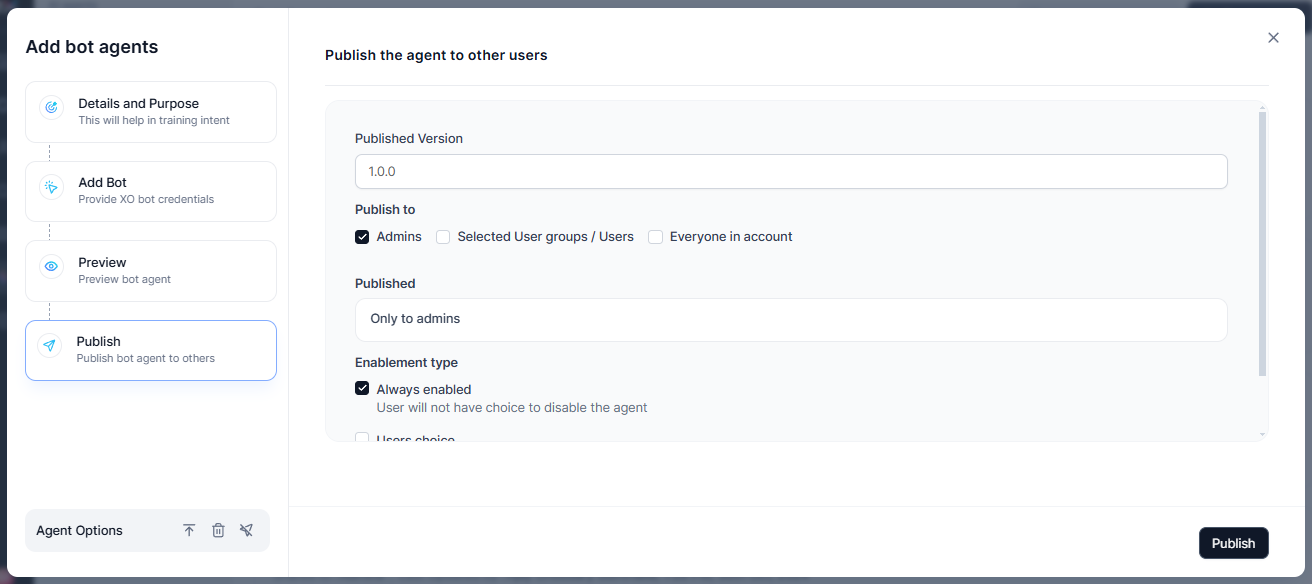 Add bot agents
Details and Purpose
This will help in training intent
Add Bot
Provide XO bot credentials
Preview
Preview bot agent
Publish
Publish bot agent to others
Agent Options
Publish the agent to other users
Published Version
1.0.0
Publish to
Admins Selected User groups / Users Everyone in account
Published
Only to admins
Enablement type
Always enabled
User will not have choice to disable the agent
Users choice
Publish